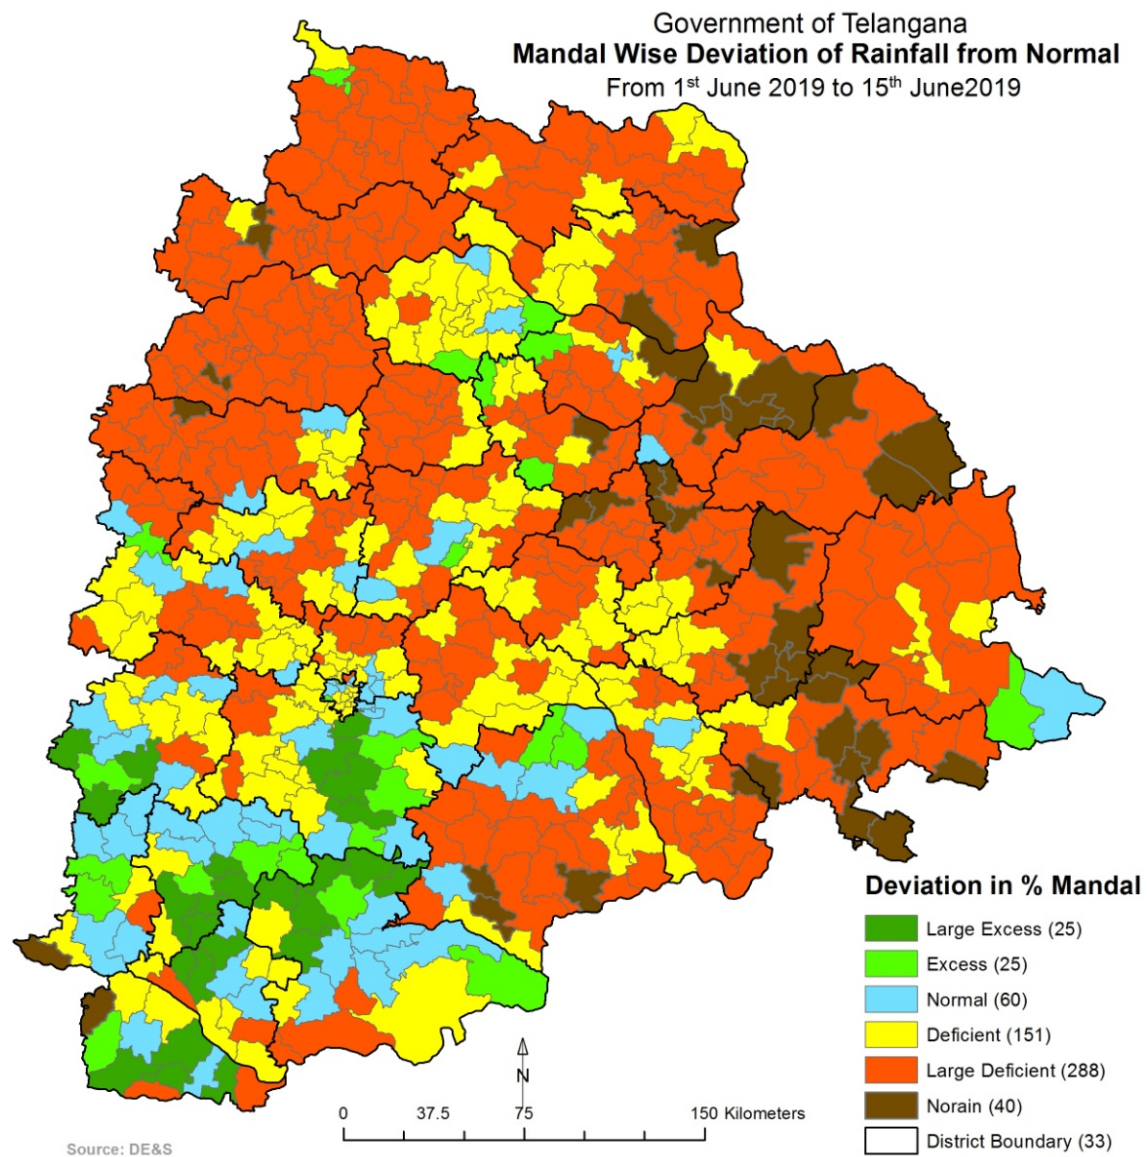 Government of Telangana
Mandal Wise Deviation of Rainfall from Normal
From 1st June 2019 to 15th June2019
Deviation in % Mandal
Large Excess (25)
Excess (25)
Normal (60)
Deficient (151)
Large Deficient (288)
Norain (40)
District Boundary (33)
N
0 37.5 75 150 Kilometers
Source: DE&S